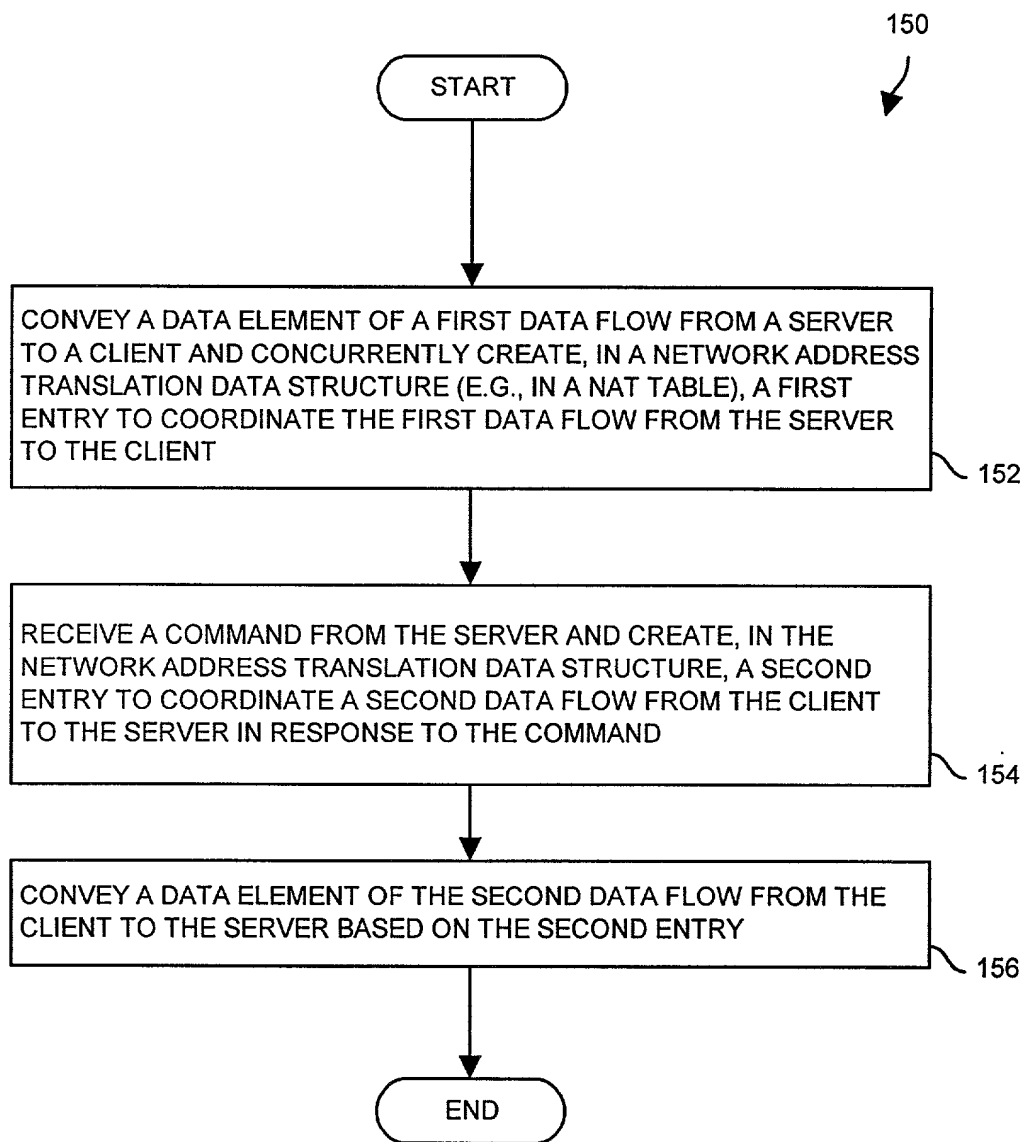 150
START
CONVEY A DATA ELEMENT OF A FIRST DATA FLOW FROM A SERVER
TO A CLIENT AND CONCURRENTLY CREATE, IN A NETWORK ADDRESS
TRANSLATION DATA STRUCTURE (E.G., IN A NAT TABLE), A FIRST
ENTRY TO COORDINATE THE FIRST DATA FLOW FROM THE SERVER
TO THE CLIENT
152
RECEIVE A COMMAND FROM THE SERVER AND CREATE, IN THE
NETWORK ADDRESS TRANSLATION DATA STRUCTURE, A SECOND
ENTRY TO COORDINATE A SECOND DATA FLOW FROM THE CLIENT
TO THE SERVER IN RESPONSE TO THE COMMAND
154
CONVEY A DATA ELEMENT OF THE SECOND DATA FLOW FROM THE
CLIENT TO THE SERVER BASED ON THE SECOND ENTRY
156
END